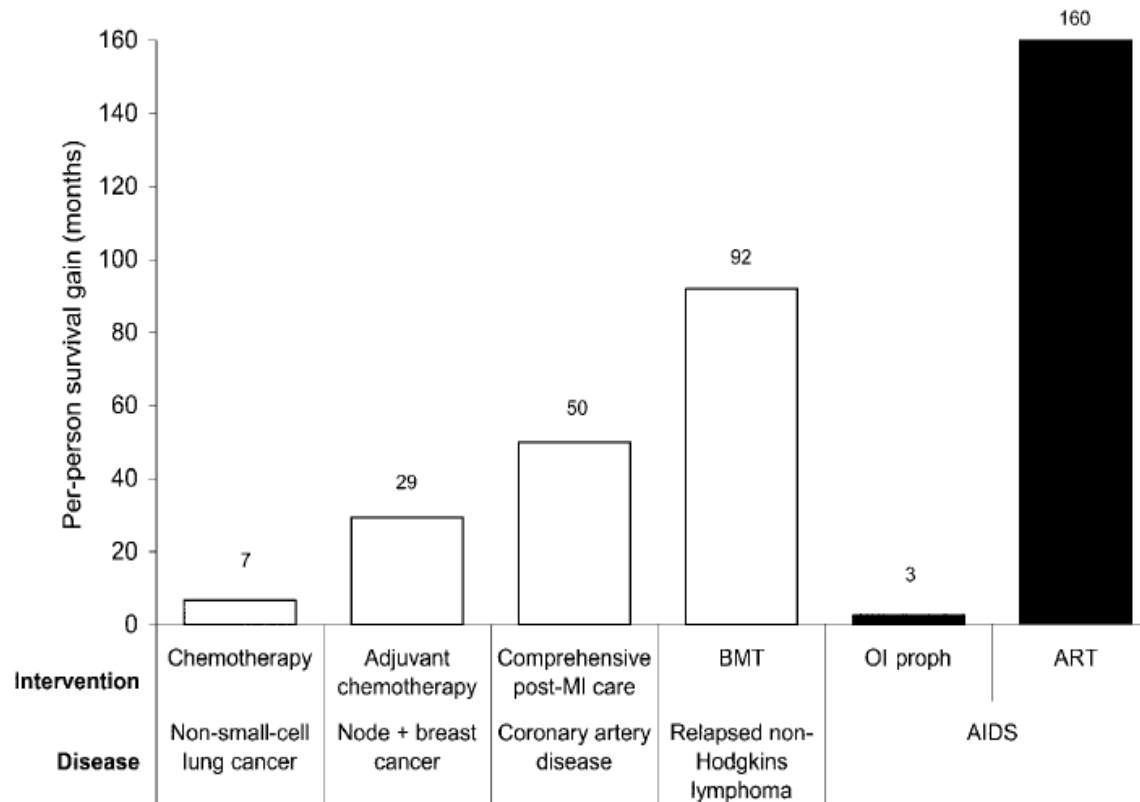 Per-person survival gain (months)
160
140
120
100
80
60
40
20
0
7
29
50
92
3
160
Intervention
Chemotherapy
Adjuvant
chemotherapy
Comprehensive
post-MI care
BMT
OI proph
ART
Disease
Non-small-cell
lung cancer
Node + breast
cancer
Coronary artery
disease
Relapsed non-
Hodgkins
lymphoma
AIDS